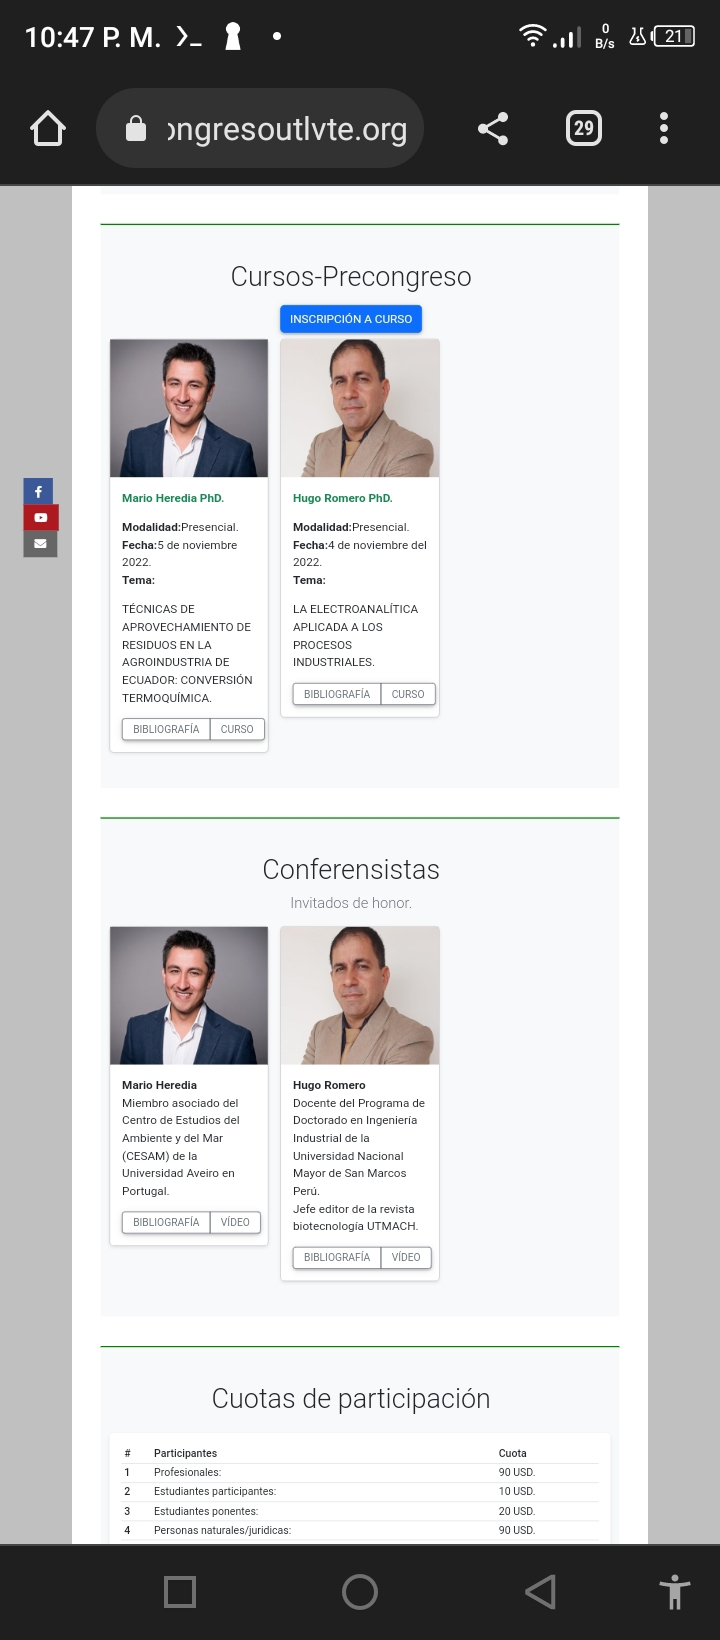 10:47 P. M.
0
B/s
21
ongresoutlvte.org
29
Cursos-Precongreso
INSCRIPCIÓN A CURSO
Mario Heredia PhD.
Modalidad:Presencial.
Fecha:5 de noviembre
2022.
Tema:
TÉCNICAS DE
APROVECHAMIENTO DE
RESIDUOS EN LA
AGROINDUSTRIA DE
ECUADOR: CONVERSIÓN
TERMOQUÍMICA.
BIBLIOGRAFÍA CURSO
Hugo Romero PhD.
Modalidad:Presencial.
Fecha:4 de noviembre del
2022.
Tema:
LA ELECTROANALÍTICA
APLICADA A LOS
PROCESOS
INDUSTRIALES.
BIBLIOGRAFÍA CURSO
Conferensistas
Invitados de honor.
Mario Heredia
Miembro asociado del
Centro de Estudios del
Ambiente y del Mar
(CESAM) de la
Universidad Aveiro en
Portugal.
BIBLIOGRAFÍA VÍDEO
Hugo Romero
Docente del Programa de
Doctorado en Ingeniería
Industrial de la
Universidad Nacional
Mayor de San Marcos
Perú.
Jefe editor de la revista
biotecnología UTMACH.
BIBLIOGRAFÍA VÍDEO
Cuotas de participación
# Participantes Cuota
1 Profesionales: 90 USD.
2 Estudiantes participantes: 10 USD.
3 Estudiantes ponentes: 20 USD.
4 Personas naturales/juridicas: 90 USD.